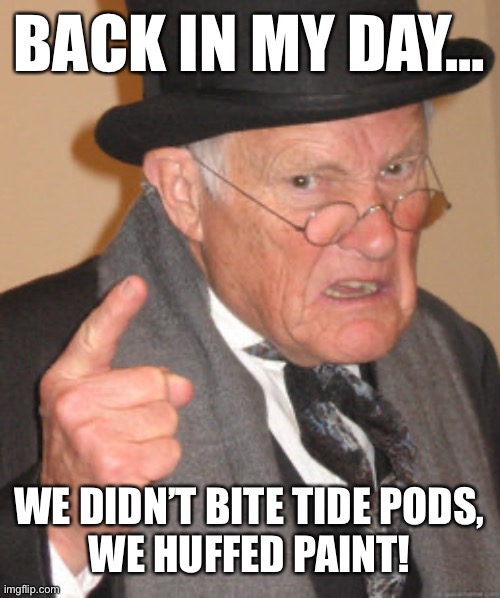 BACK IN MY DAY...
WE DIDN'T BITE TIDE PODS,
WE HUFFED PAINT!
imgflip.com